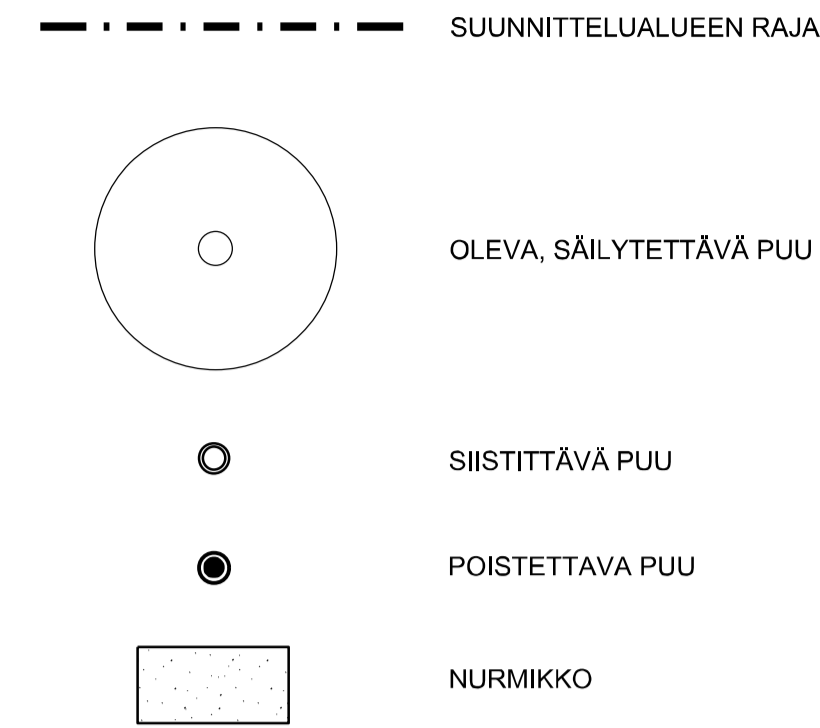 SUUNNITTELUALUEEN RAJA
OLEVA, SÄILYTETTÄVÄ PUU
SIISTITTÄVÄ PUU
POISTETTAVA PUU
NURMIKKO